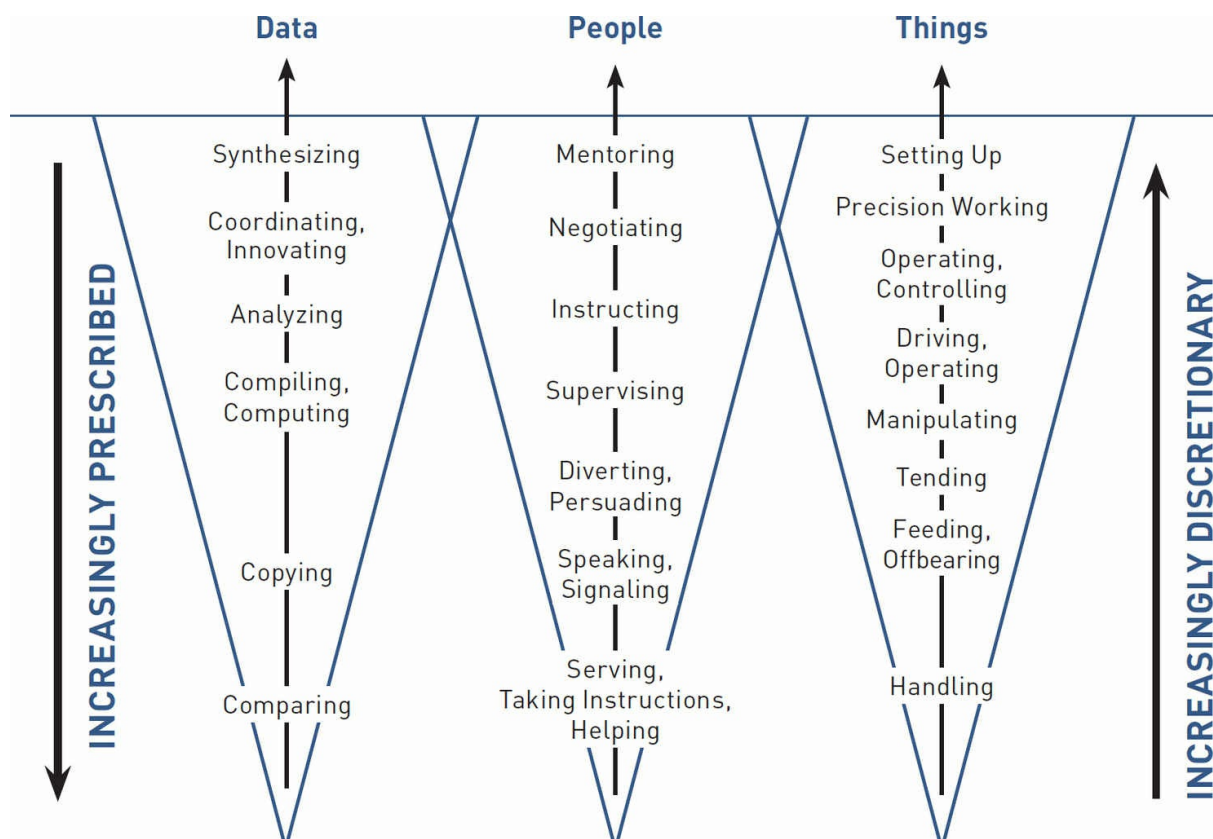 Data
People
Things
INCREASINGLY PRESCRIBED
Synthesizing
Coordinating,
Innovating
Analyzing
Compiling,
Computing
Copying
Comparing
Mentoring
Negotiating
Instructing
Supervising
Diverting,
Persuading
Speaking,
Signaling
Serving,
Taking Instructions,
Helping
Setting Up
Precision Working
Operating,
Controlling
Driving,
Operating
Manipulating
Tending
Feeding,
Offbearing
Handling
INCREASINGLY DISCRETIONARY